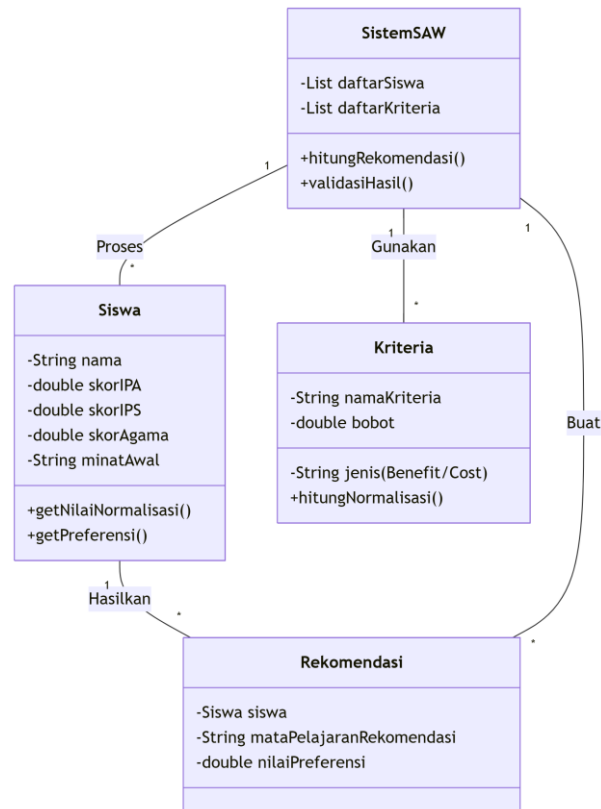 SistemSAW
-List daftarSiswa
-List daftarKriteria
+hitungRekomendasi()
+validasiHasil()
1
1
1
Proses
Gunakan
*
*
Siswa
-String nama
-double skorIPA
-double skorIPS
-double skorAgama
-String minatAwal
+getNilaiNormalisasi()
+getPreferensi()
Kriteria
-String namaKriteria
-double bobot
-String jenis(Benefit/Cost)
+hitungNormalisasi()
Buat
1
Hasilkan
*
*
Rekomendasi
-Siswa siswa
-String mataPelajaranRekomendasi
-double nilaiPreferensi